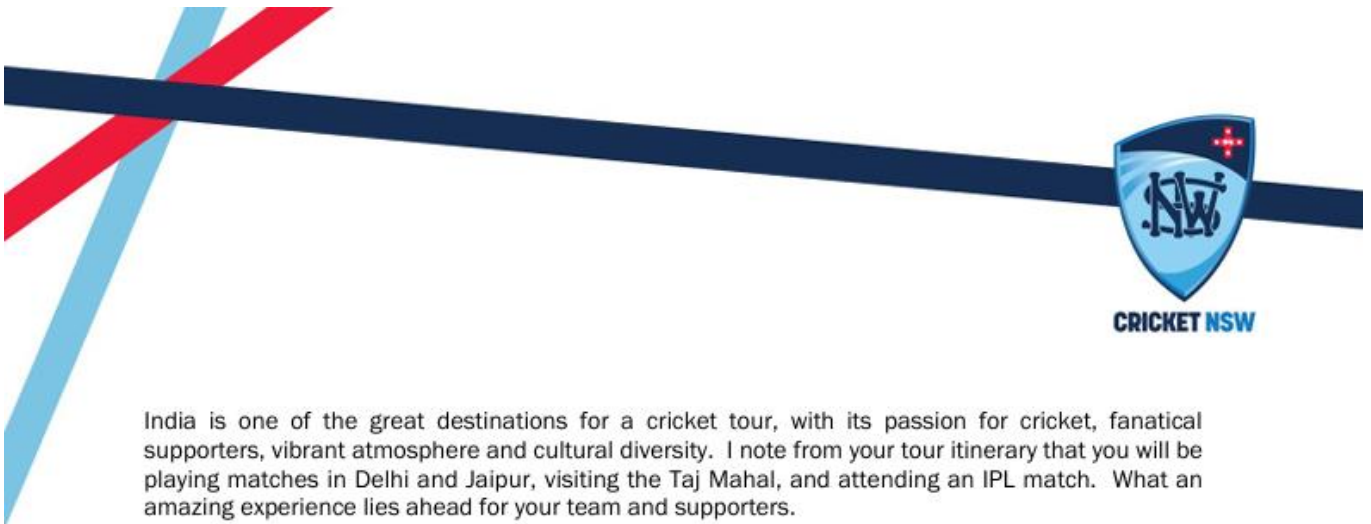 NSW
CRICKET NSW
India is one of the great destinations for a cricket tour, with its passion for cricket, fanatical
supporters, vibrant atmosphere and cultural diversity.  I note from your tour itinerary that you will be
playing matches in Delhi and Jaipur, visiting the Taj Mahal, and attending an IPL match.  What an
amazing experience lies ahead for your team and supporters.